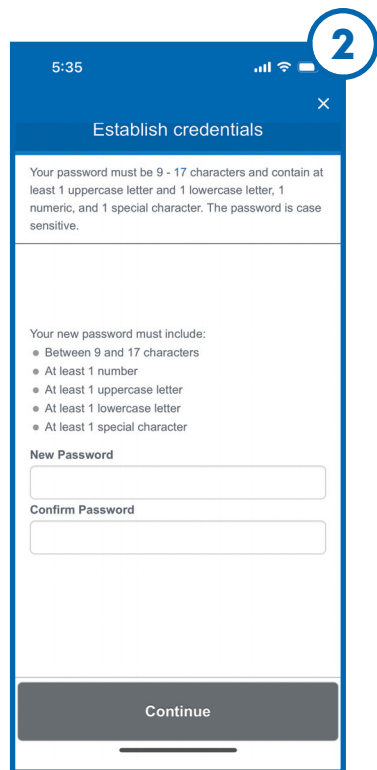 2
5:35
Establish credentials
Your password must be 9 - 17 characters and contain at
least 1 uppercase letter and 1 lowercase letter, 1
numeric, and 1 special character. The password is case
sensitive.
Your new password must include:
Between 9 and 17 characters
At least 1 number
At least 1 uppercase letter
At least 1 lowercase letter
At least 1 special character
New Password
Confirm Password
Continue